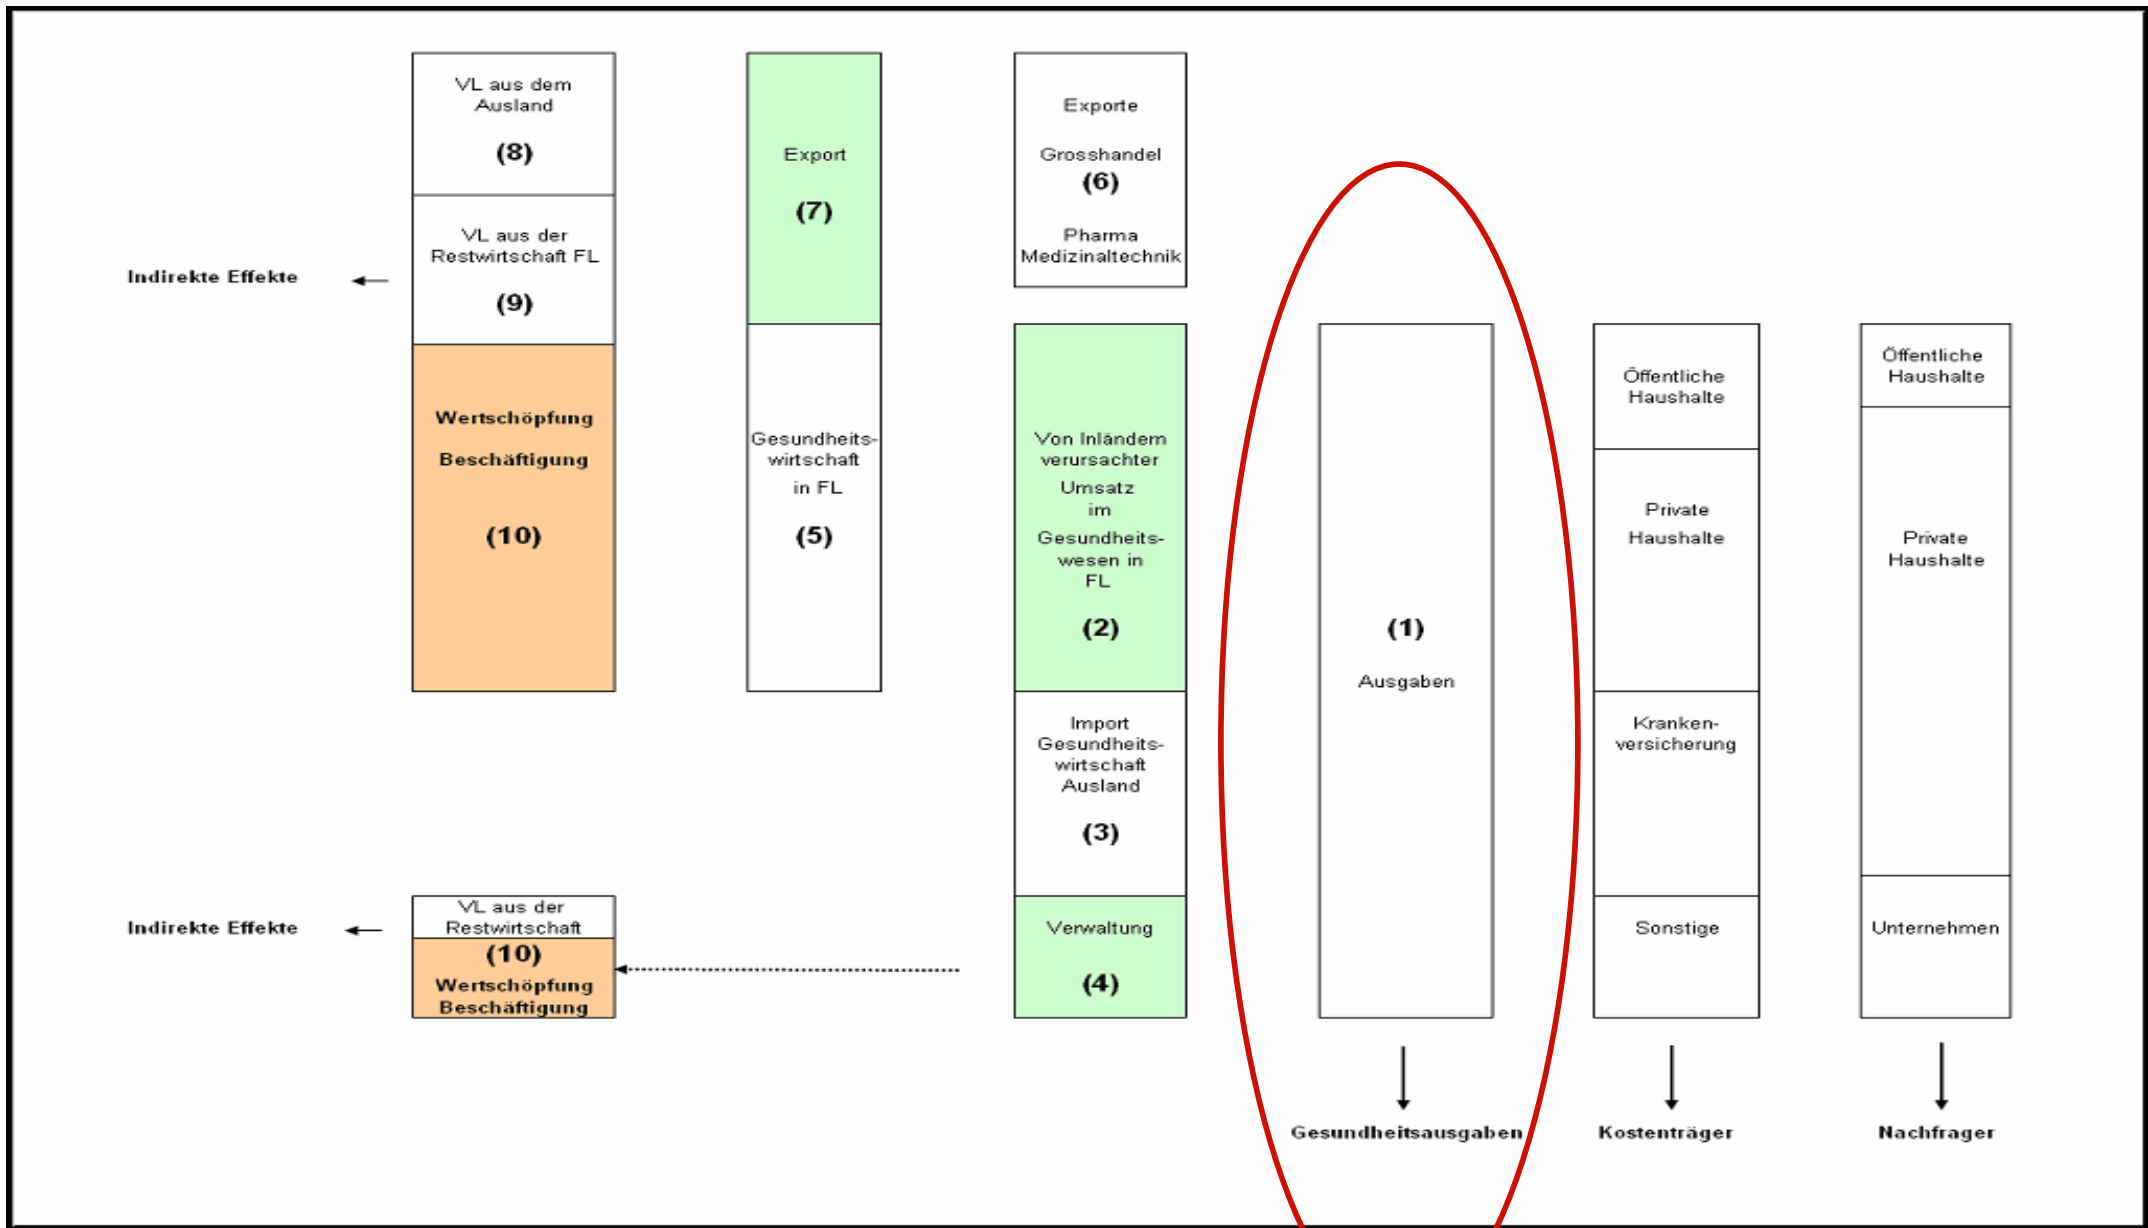 VL aus dem
Ausland
(8)
VL aus der
Restwirtschaft FL
(9)
Indirekte Effekte
Wertschöpfung
Beschäftigung
(10)
Export
(7)
Gesundheits-
wirtschaft
in FL
(5)
Exporte
Grosshandel
(6)
Pharma
Medizinaltechnik
Von Inländern
verursachter
Umsatz
im
Gesundheits-
wesen in
FL
(2)
Import
Gesundheits-
wirtschaft
Ausland
(3)
Verwaltung
(4)
Indirekte Effekte
VL aus der
Restwirtschaft
(10)
Wertschöpfung
Beschäftigung
(1)
Ausgaben
Gesundheitsausgaben
Öffentliche
Haushalte
Private
Haushalte
Kranken-
versicherung
Sonstige
Kostenträger
Öffentliche
Haushalte
Private
Haushalte
Unternehmen
Nachfrager